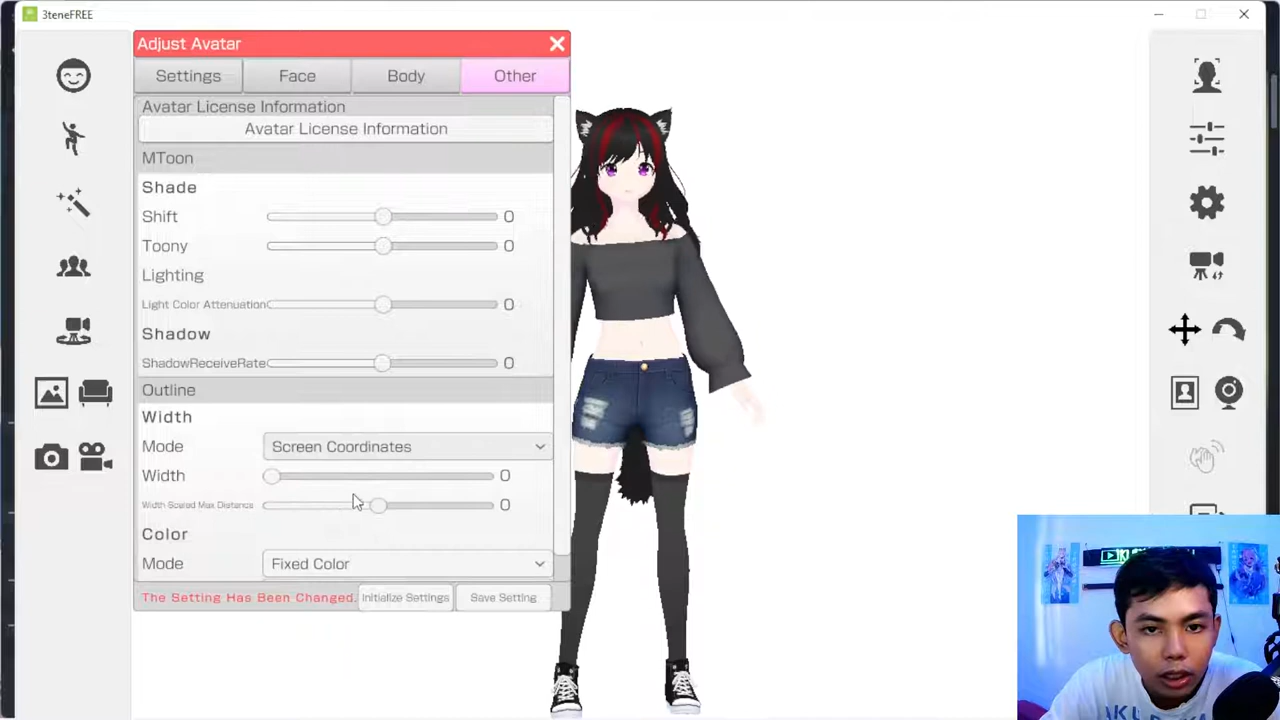 3teneFREE
Adjust Avatar
Settings
Face
Body
Other
Avatar License Information
Avatar License Information
MToon
Shade
Shift 0
Toony 0
Lighting
Light Color Attenuation 0
Shadow
ShadowReceiveRate 0
Outline
Width
Mode Screen Coordinates
Width 0
Width Scaled Max Distance 0
Color
Mode Fixed Color
The Setting Has Been Changed.
Initialize Settings
Save Setting